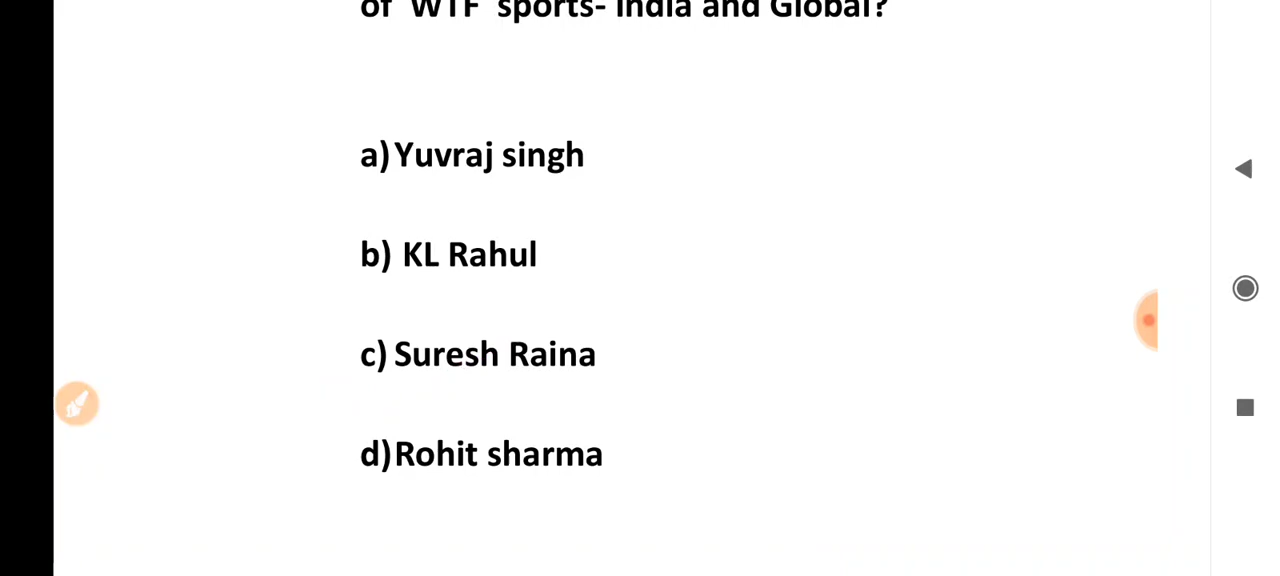 of 'WTF' sports- India and Global?
a) Yuvraj singh
b) KL Rahul
c) Suresh Raina
d) Rohit sharma